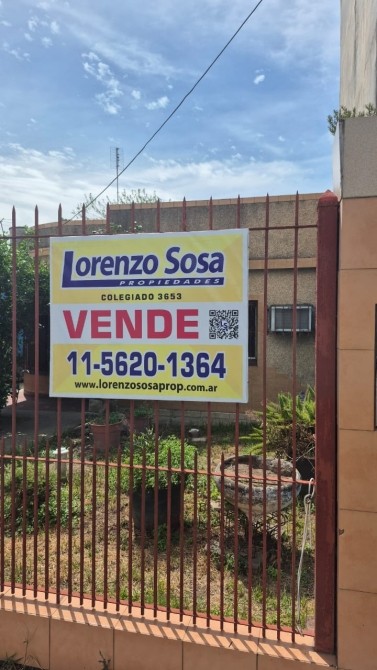 Lorenzo Sosa
PROPIEDADES
COLEGIADO 3653
VENDE
11-5620-1364
www.lorenzososaprop.com.ar